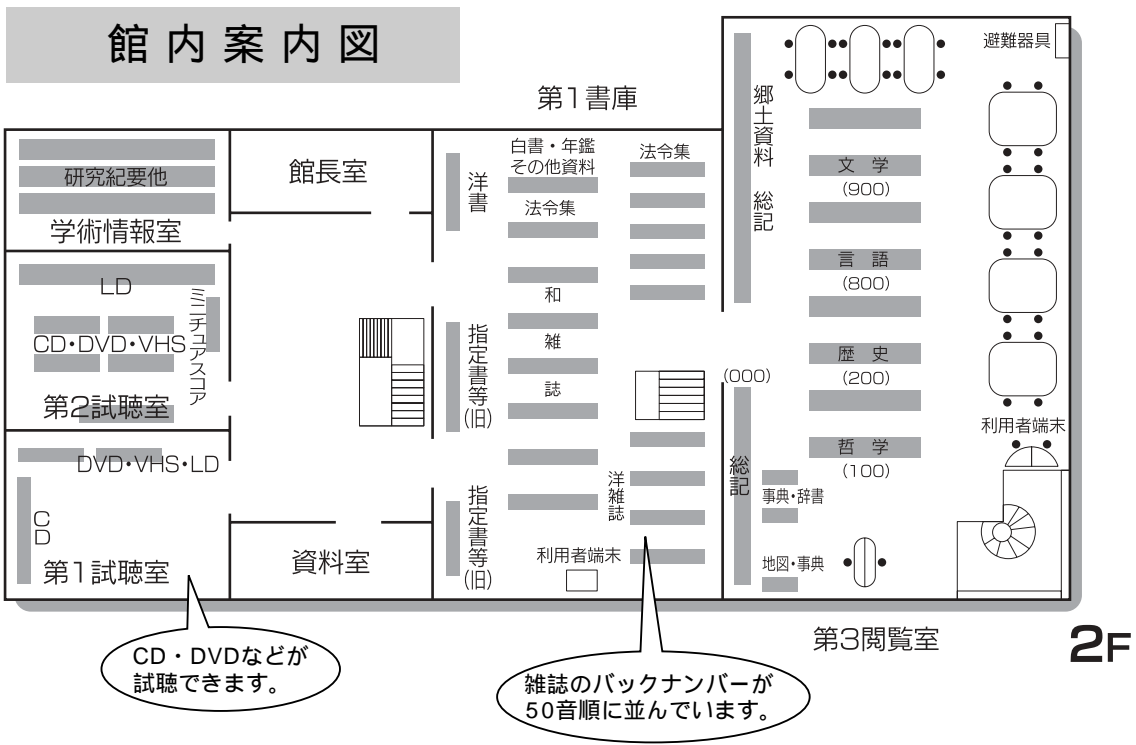 館内案内図
避難器具
第1書庫
郷土資料 総記
白書・年鑑
その他資料
法令集
洋書
館長室
研究紀要他
学術情報室
法令集
文学
(900)
LD
ミニチュアスコア
CD・DVD・VHS
第2試聴室
和
雑
誌
指定書等(旧)
言語
(800)
歴史
(200)
(000)
哲学
(100)
利用者端末
DVD・VHS・LD
CD
第1試聴室
資料室
指定書等(旧)
洋雑誌
利用者端末
総記
事典・辞書
地図・事典
第3閲覧室
2F
CD・DVDなどが
試聴できます。
雑誌のバックナンバーが
50音順に並んでいます。